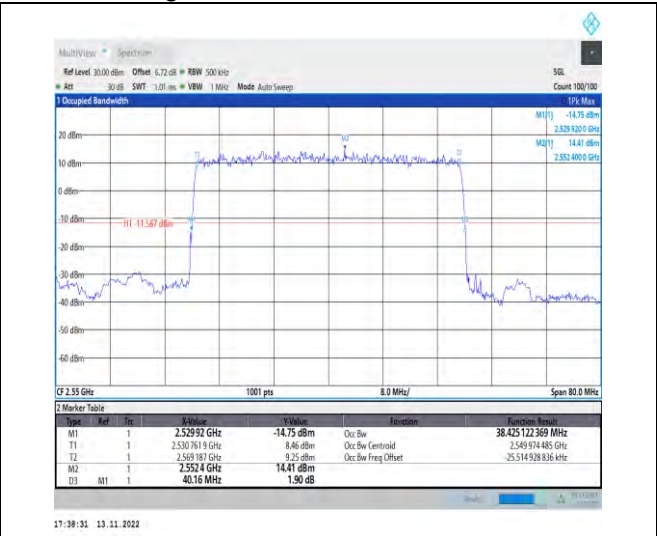 MultiView Spectrum
Ref Level 30.00 dBm Offset 6.72 dB RBW 500 kHz SGL
Att 30 dB SWT 1.01 ms VBW 1 MHz Mode Auto Sweep Count 100/100
1 Occupied Bandwidth 1Pk Max
M1[1] -14.75 dBm
2.529 920 0 GHz
M2[1] 14.41 dBm
2.552 400 0 GHz
20 dBm
10 dBm
0 dBm
-10 dBm
H1 -11.587 dBm
-20 dBm
-30 dBm
-40 dBm
-50 dBm
-60 dBm
CF 2.55 GHz 1001 pts 8.0 MHz/ Span 80.0 MHz
2 Marker Table
Type Ref Trc X-Value Y-Value Function Function Result
M1 1 2.529 92 GHz -14.75 dBm Occ Bw 38.425 122 369 MHz
T1 1 2.530 761 9 GHz 8.46 dBm Occ Bw Centroid 2.549 974 485 GHz
T2 1 2.569 187 GHz 9.25 dBm Occ Bw Freq Offset -25.514 928 836 kHz
M2 1 2.552 4 GHz 14.41 dBm
D3 M1 1 40.16 MHz 1.90 dB
17:38:31 13.11.2022